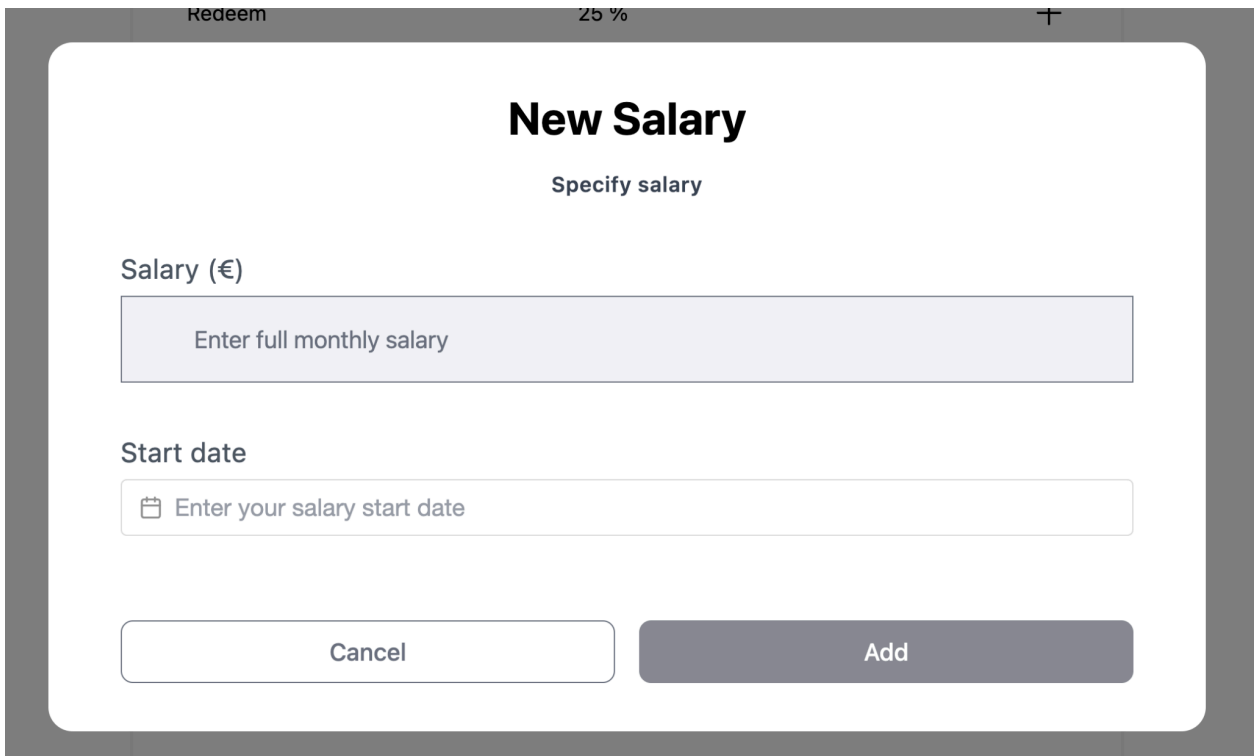 Redeem 25 %
New Salary
Specify salary
Salary (€)
Enter full monthly salary
Start date
Enter your salary start date
Cancel Add